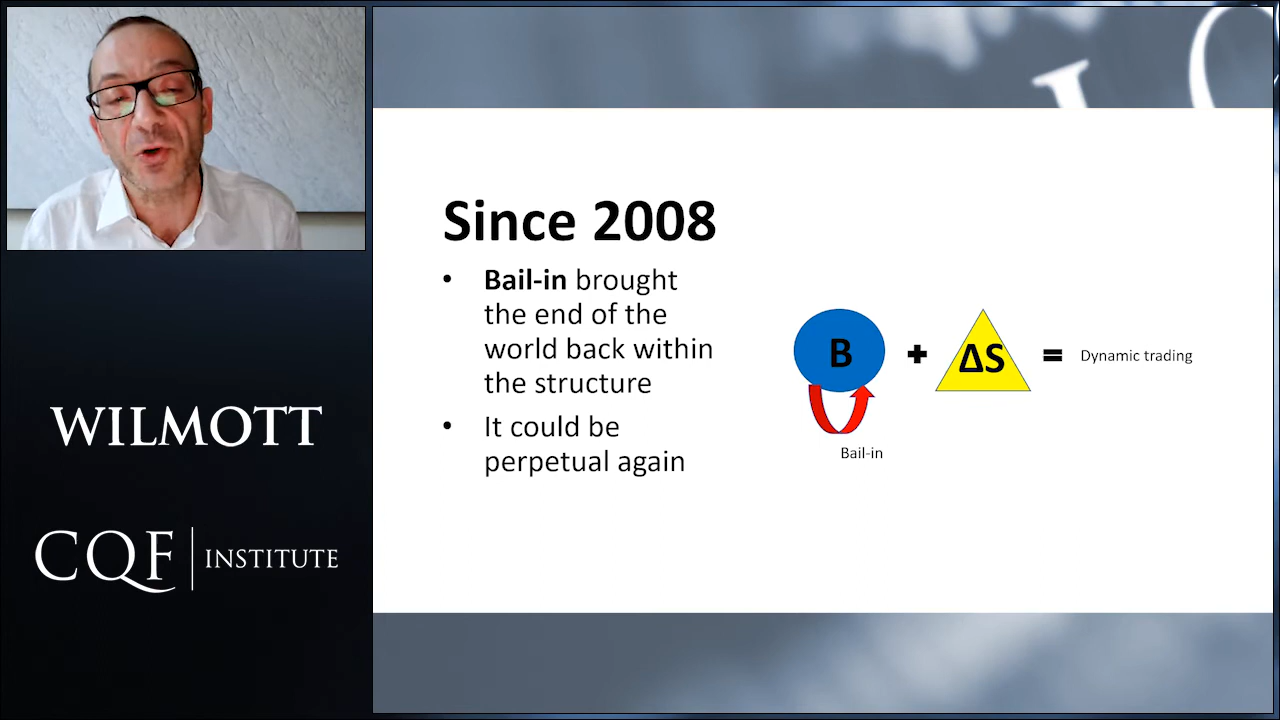 WILMOTT
CQF INSTITUTE
Since 2008
• Bail-in brought
the end of the
world back within
the structure
• It could be
perpetual again
B + ΔS = Dynamic trading
Bail-in